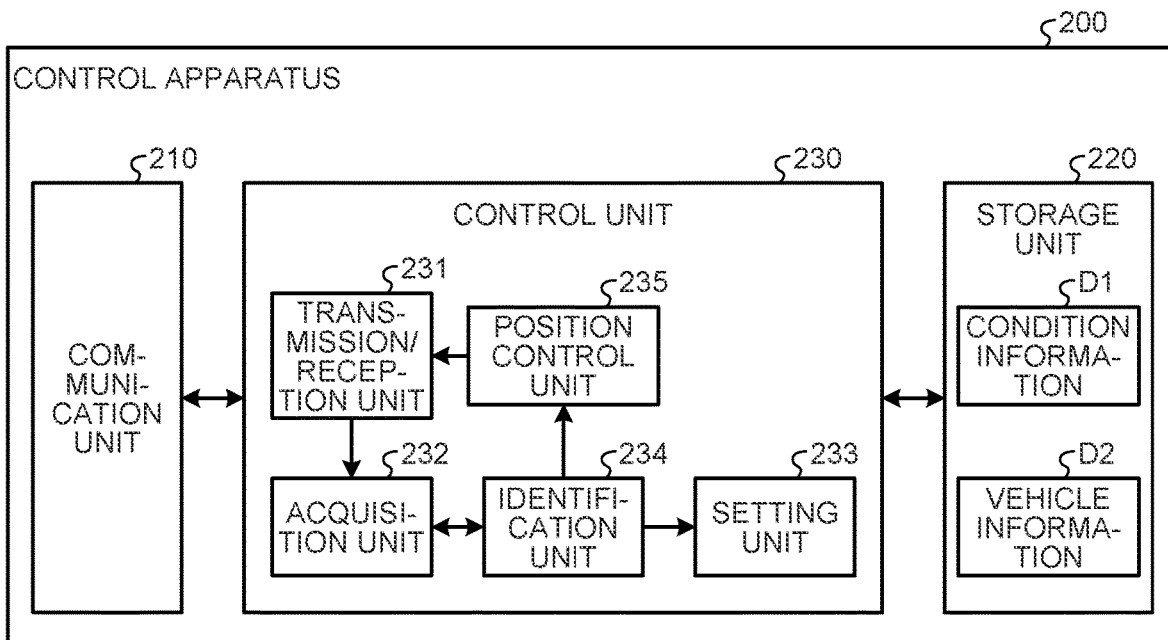 200
CONTROL APPARATUS
210
COM-
MUNI-
CATION
UNIT
230
CONTROL UNIT
231
TRANS-
MISSION/
RECEP-
TION UNIT
235
POSITION
CONTROL
UNIT
232
ACQUISI-
TION UNIT
234
IDENTIFI-
CATION
UNIT
233
SETTING
UNIT
220
STORAGE
UNIT
D1
CONDITION
INFORMA-
TION
D2
VEHICLE
INFORMA-
TION